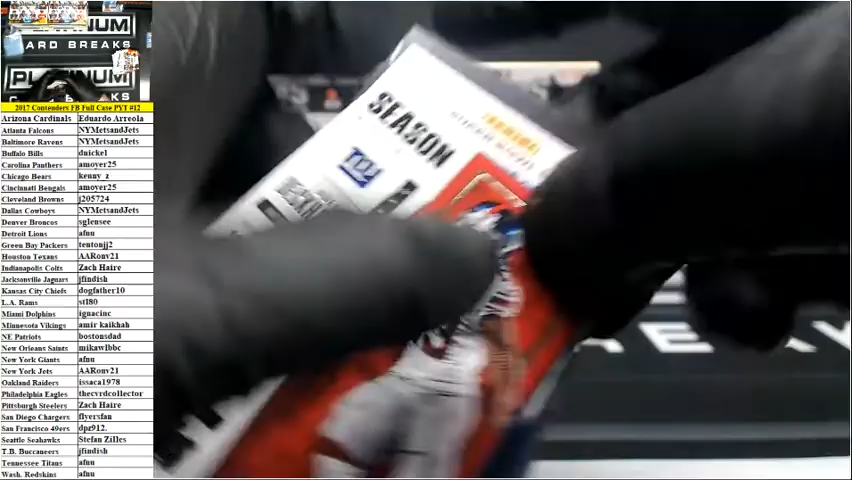 PLATINUM
CARD BREAKS
PLATINUM
2017 Contenders FB Full Case PYT #12
Arizona Cardinals Eduardo Arreola
Atlanta Falcons NYMetsandJets
Baltimore Ravens NYMetsandJets
Buffalo Bills dnickel
Carolina Panthers amoyer25
Chicago Bears kenny_z
Cincinnati Bengals amoyer25
Cleveland Browns j205724
Dallas Cowboys NYMetsandJets
Denver Broncos sglensee
Detroit Lions afnu
Green Bay Packers tentonjj2
Houston Texans AARonv21
Indianapolis Colts Zach Haire
Jacksonville Jaguars jfindish
Kansas City Chiefs dogfather10
L.A. Rams stl80
Miami Dolphins ignacinc
Minnesota Vikings amir kaikhah
NE Patriots bostonsdad
New Orleans Saints mikawlbbc
New York Giants afnu
New York Jets AARonv21
Oakland Raiders issaca1978
Philadelphia Eagles thecvrdcollector
Pittsburgh Steelers Zach Haire
San Diego Chargers flyersfan
San Francisco 49ers dpz912.
Seattle Seahawks Stefan Zilles
T.B. Buccaneers jfindish
Tennessee Titans afnu
Wash. Redskins afnu
SEASON
ny